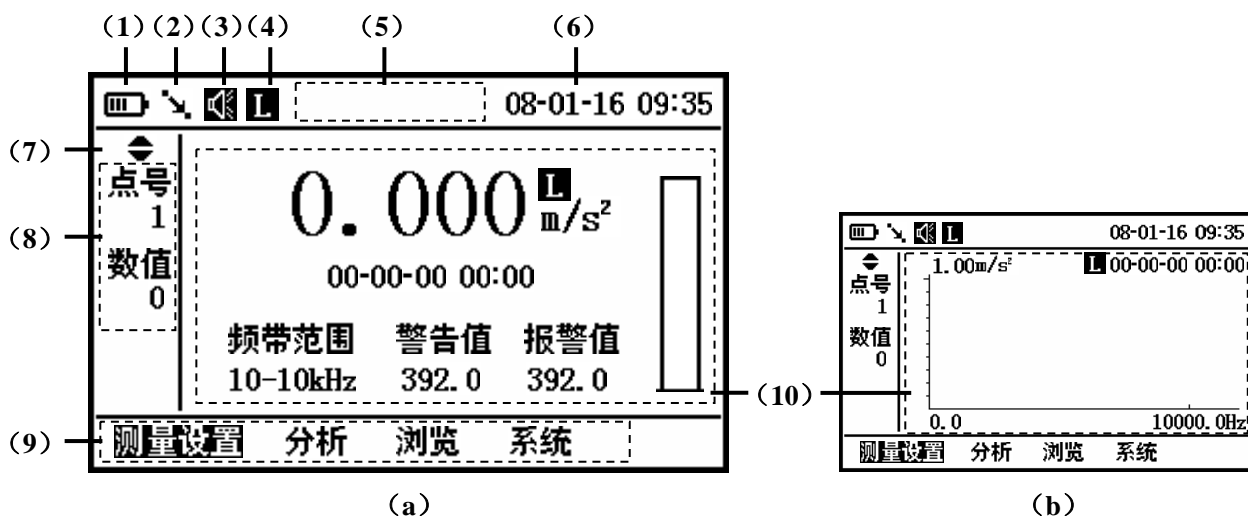 （1）（2）（3）（4） （5） （6）
L 08-01-16 09:35
（7）
点号
1
（8）
数值
0
0.000 L m/s²
00-00-00 00:00
频带范围 警告值 报警值
10-10kHz 392.0 392.0
（9） 测量设置 分析 浏览 系统
（10）
（a）
L 08-01-16 09:35
点号
1
数值
0
1.00m/s² L 00-00-00 00:00
0.0 10000.0Hz
测量设置 分析 浏览 系统
（b）